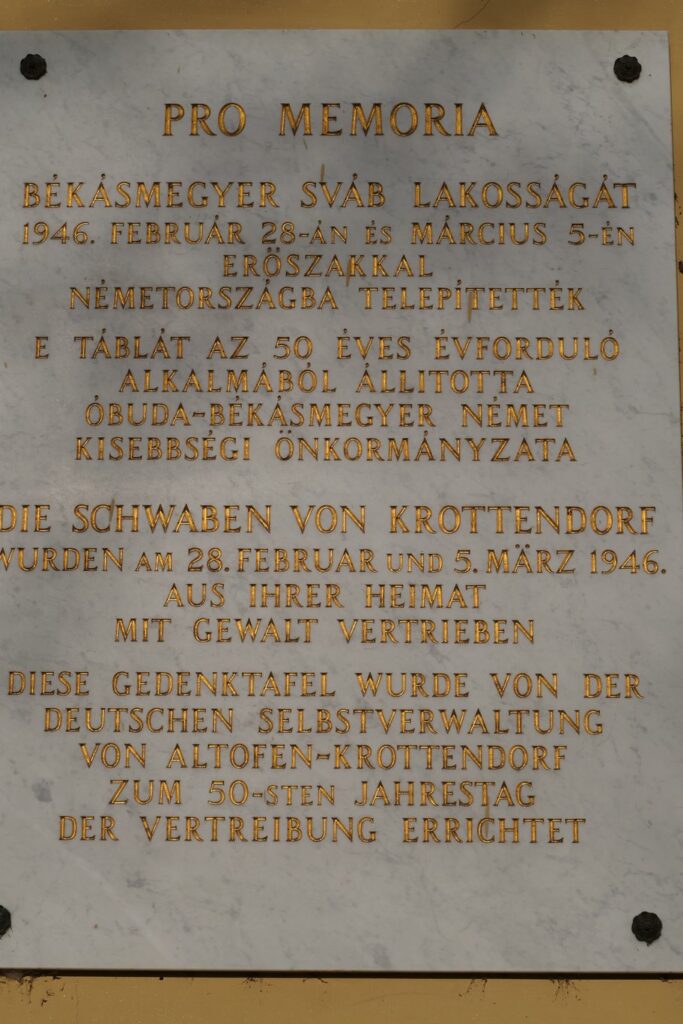 PRO MEMORIA
BÉKÁSMEGYER SVÁB LAKOSSÁGÁT
1946. FEBRUÁR 28-ÁN ÉS MÁRCIUS 5-ÉN
ERŐSZAKKAL
NÉMETORSZÁGBA TELEPÍTETTÉK
E TÁBLÁT AZ 50 ÉVES ÉVFORDULÓ
ALKALMÁBÓL ÁLLITOTTA
ÓBUDA-BÉKÁSMEGYER NÉMET
KISEBBSÉGI ÖNKORMÁNYZATA
DIE SCHWABEN VON KROTTENDORF
WURDEN AM 28. FEBRUAR UND 5. MÄRZ 1946.
AUS IHRER HEIMAT
MIT GEWALT VERTRIEBEN
DIESE GEDENKTAFEL WURDE VON DER
DEUTSCHEN SELBSTVERWALTUNG
VON ALTOFEN-KROTTENDORF
ZUM 50-STEN JAHRESTAG
DER VERTREIBUNG ERRICHTET